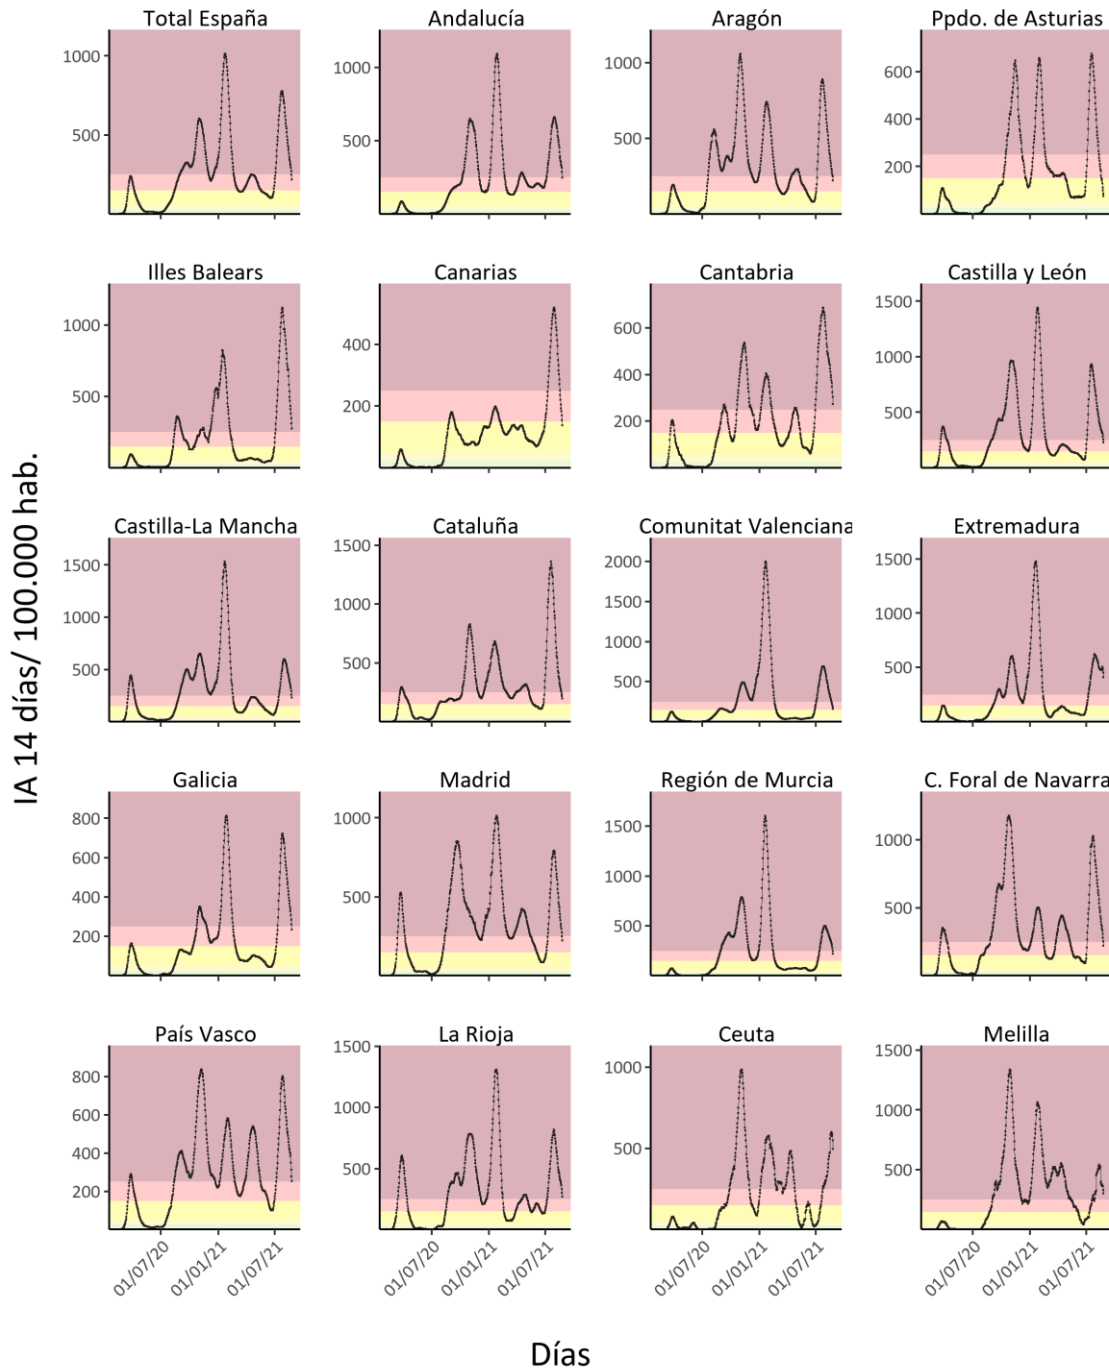 Total España Andalucía Aragón Ppdo. de Asturias
1000 1000 1000 600
500 500 500 400
200
Illes Balears Canarias Cantabria Castilla y León
1000 400 600 1500
500 200 400 1000
200 500
Castilla-La Mancha Cataluña Comunitat Valenciana Extremadura
1500 1500 2000 1500
1000 1000 1500 1000
500 500 1000 500
500
Galicia Madrid Región de Murcia C. Foral de Navarra
800 1000 1500 1000
600 500 1000 500
400 500
200
País Vasco La Rioja Ceuta Melilla
800 1500 1000 1500
600 1000 500 1000
400 500 500
200
01/07/20 01/01/21 01/07/21 01/07/20 01/01/21 01/07/21 01/07/20 01/01/21 01/07/21 01/07/20 01/01/21 01/07/21
IA 14 días/ 100.000 hab.
Días